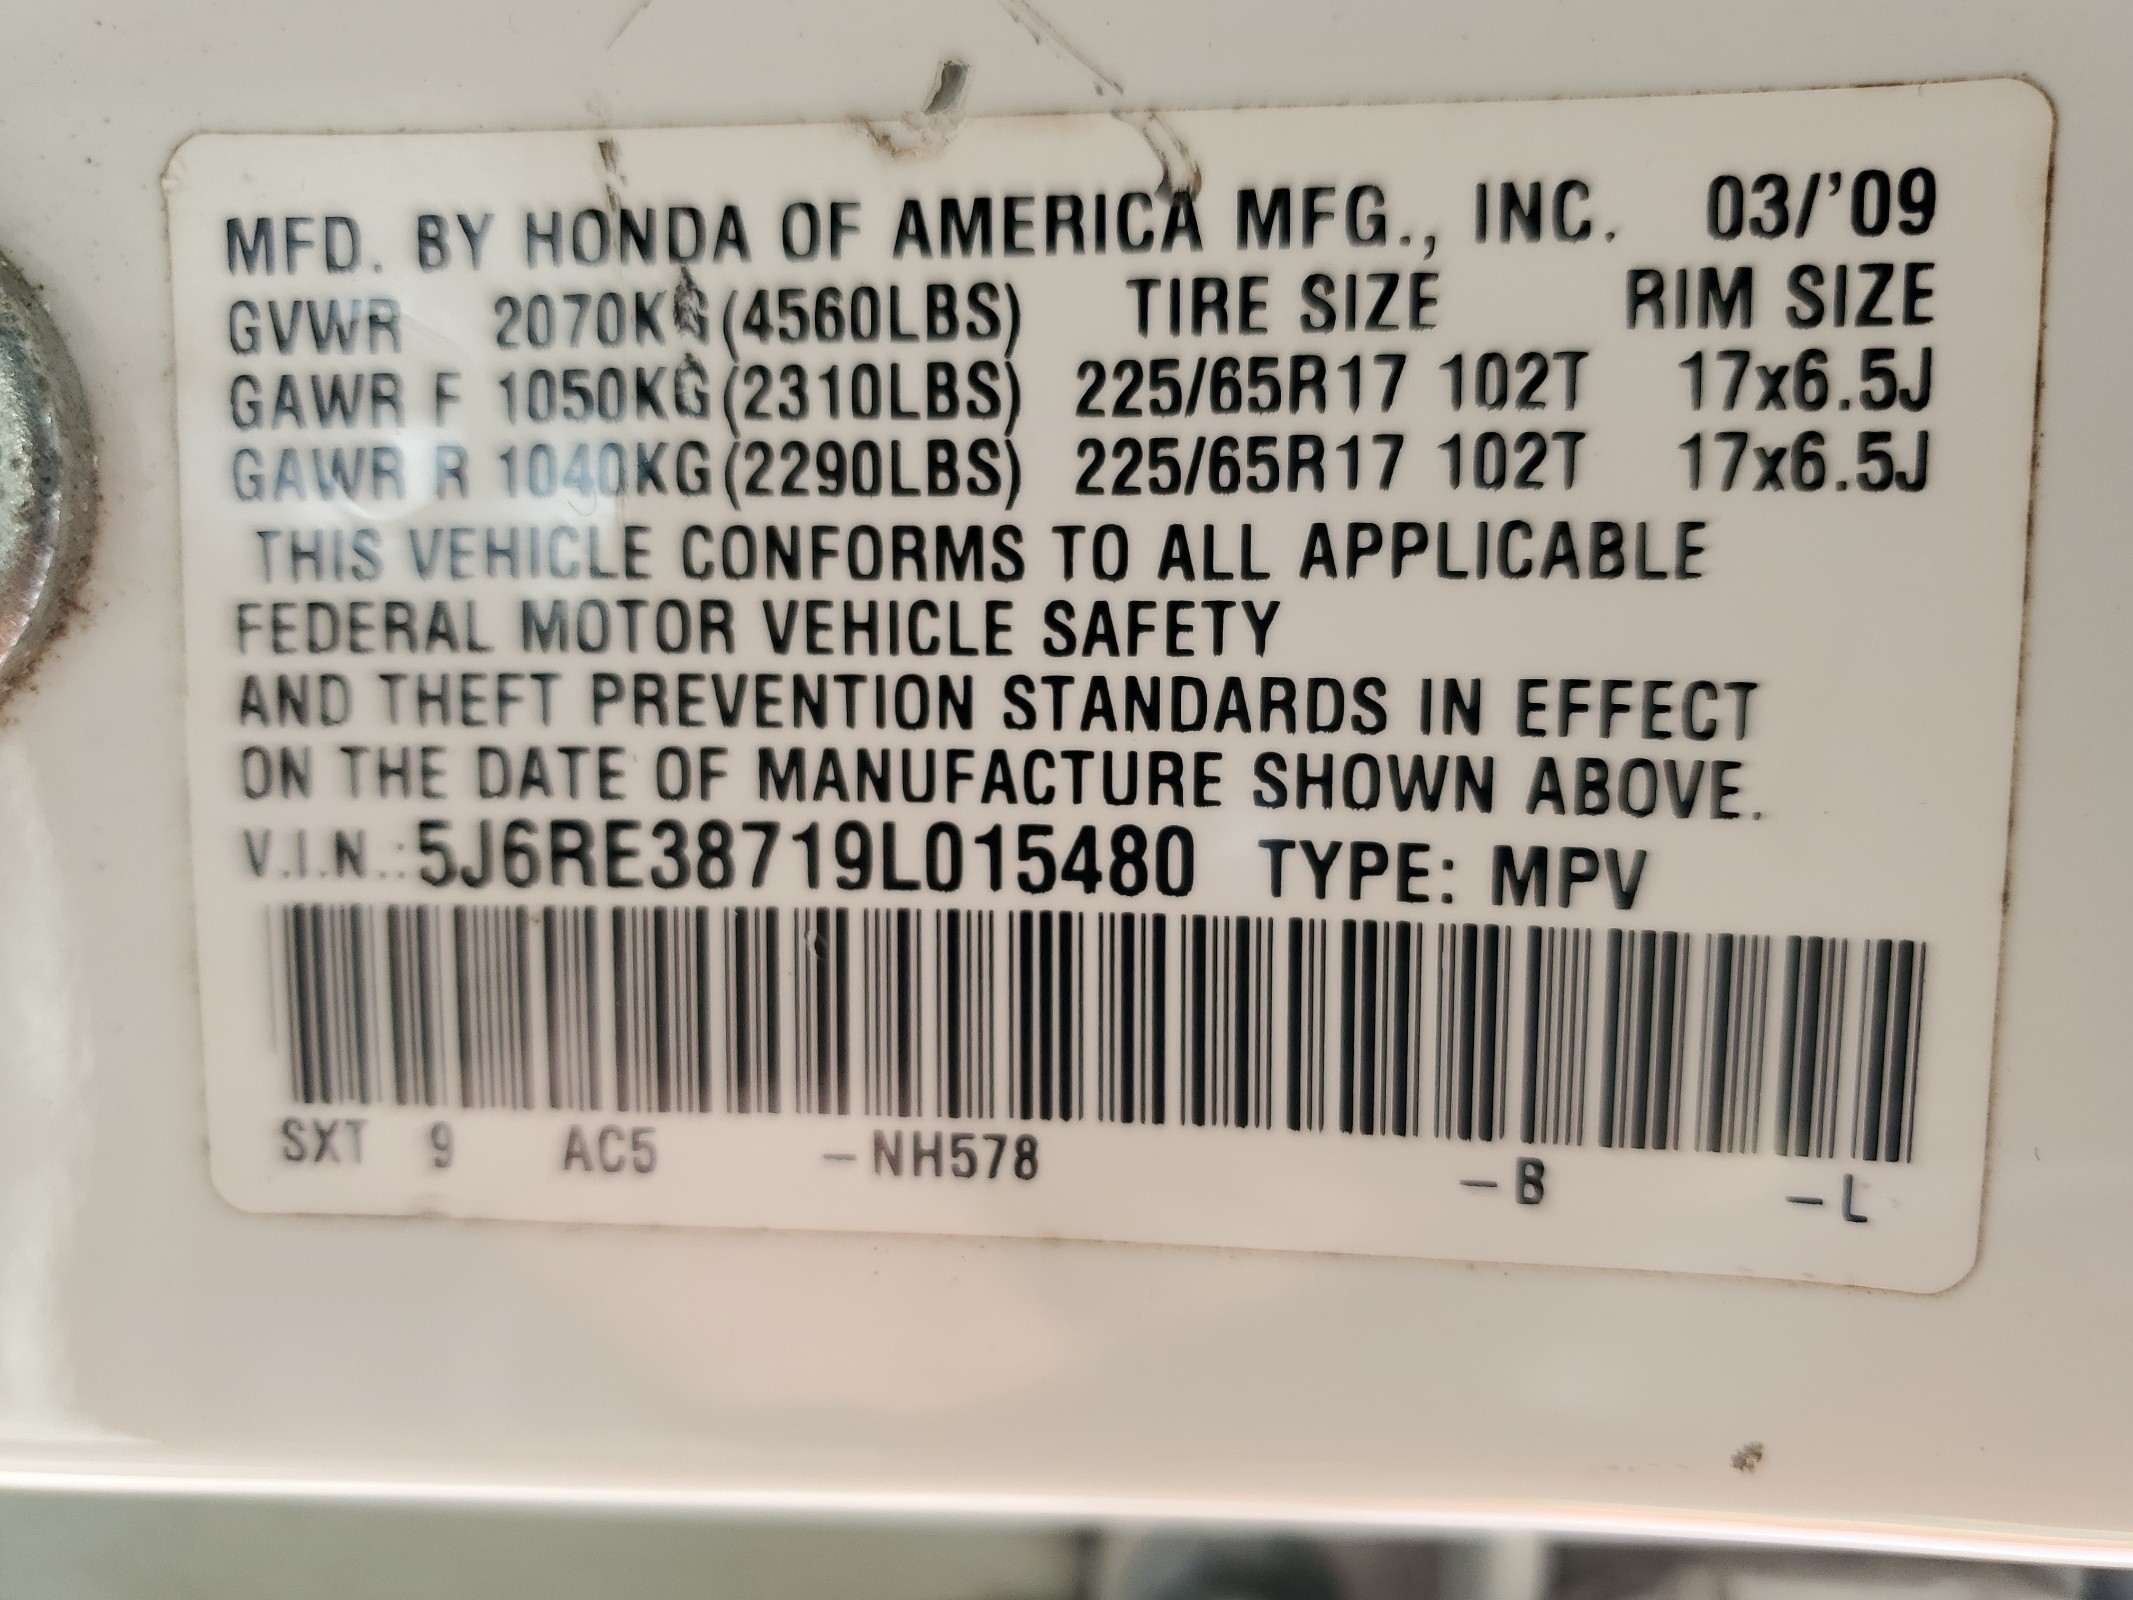 MFD. BY HONDA OF AMERICA MFG., INC. 03/'09
GVWR 2070KG(4560LBS) TIRE SIZE RIM SIZE
GAWR F 1050KG(2310LBS) 225/65R17 102T 17x6.5J
GAWR R 1040KG(2290LBS) 225/65R17 102T 17x6.5J
THIS VEHICLE CONFORMS TO ALL APPLICABLE
FEDERAL MOTOR VEHICLE SAFETY
AND THEFT PREVENTION STANDARDS IN EFFECT
ON THE DATE OF MANUFACTURE SHOWN ABOVE.
V.I.N.:5J6RE38719L015480 TYPE: MPV
SXT 9 AC5 -NH578 -B -L